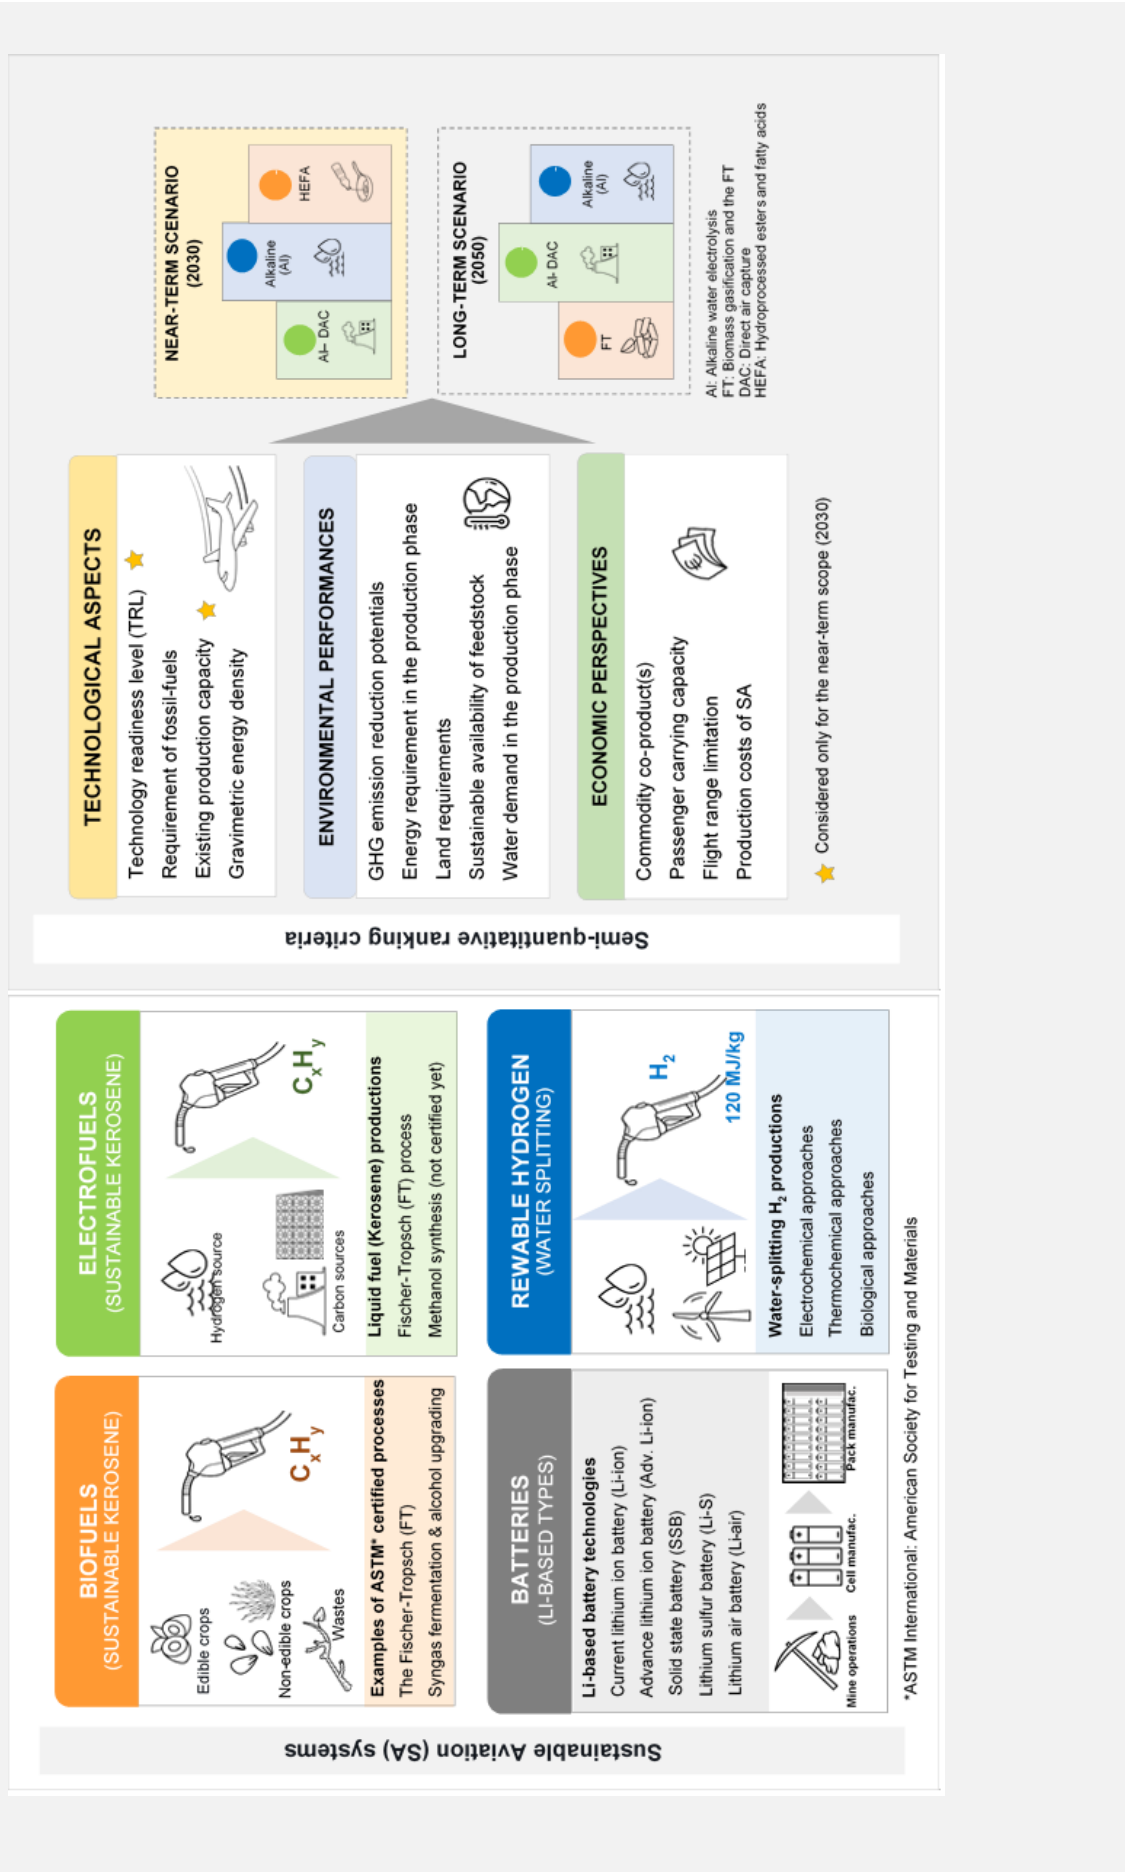 Sustainable Aviation (SA) systems
BIOFUELS
(SUSTAINABLE KEROSENE)
Edible crops
Non-edible crops
Wastes
CxHy
Examples of ASTM* certified processes
The Fischer-Tropsch (FT)
Syngas fermentation & alcohol upgrading
ELECTROFUELS
(SUSTAINABLE KEROSENE)
Hydrogen source
Carbon sources
CxHy
Liquid fuel (Kerosene) productions
Fischer-Tropsch (FT) process
Methanol synthesis (not certified yet)
BATTERIES
(LI-BASED TYPES)
Li-based battery technologies
Current lithium ion battery (Li-ion)
Advance lithium ion battery (Adv. Li-ion)
Solid state battery (SSB)
Lithium sulfur battery (Li-S)
Lithium air battery (Li-air)
Mine operations
Cell manufac.
Pack manufac.
REWABLE HYDROGEN
(WATER SPLITTING)
H2
120 MJ/kg
Water-splitting H2 productions
Electrochemical approaches
Thermochemical approaches
Biological approaches
*ASTM International: American Society for Testing and Materials
Semi-quantitative ranking criteria
TECHNOLOGICAL ASPECTS
Technology readiness level (TRL)
Requirement of fossil-fuels
Existing production capacity
Gravimetric energy density
ENVIRONMENTAL PERFORMANCES
GHG emission reduction potentials
Energy requirement in the production phase
Land requirements
Sustainable availability of feedstock
Water demand in the production phase
ECONOMIC PERSPECTIVES
Commodity co-product(s)
Passenger carrying capacity
Flight range limitation
Production costs of SA
Considered only for the near-term scope (2030)
NEAR-TERM SCENARIO
(2030)
Al– DAC
Alkaline
(Al)
HEFA
LONG-TERM SCENARIO
(2050)
FT
Al- DAC
Alkaline
(Al)
Al: Alkaline water electrolysis
FT: Biomass gasification and the FT
DAC: Direct air capture
HEFA: Hydroprocessed esters and fatty acids